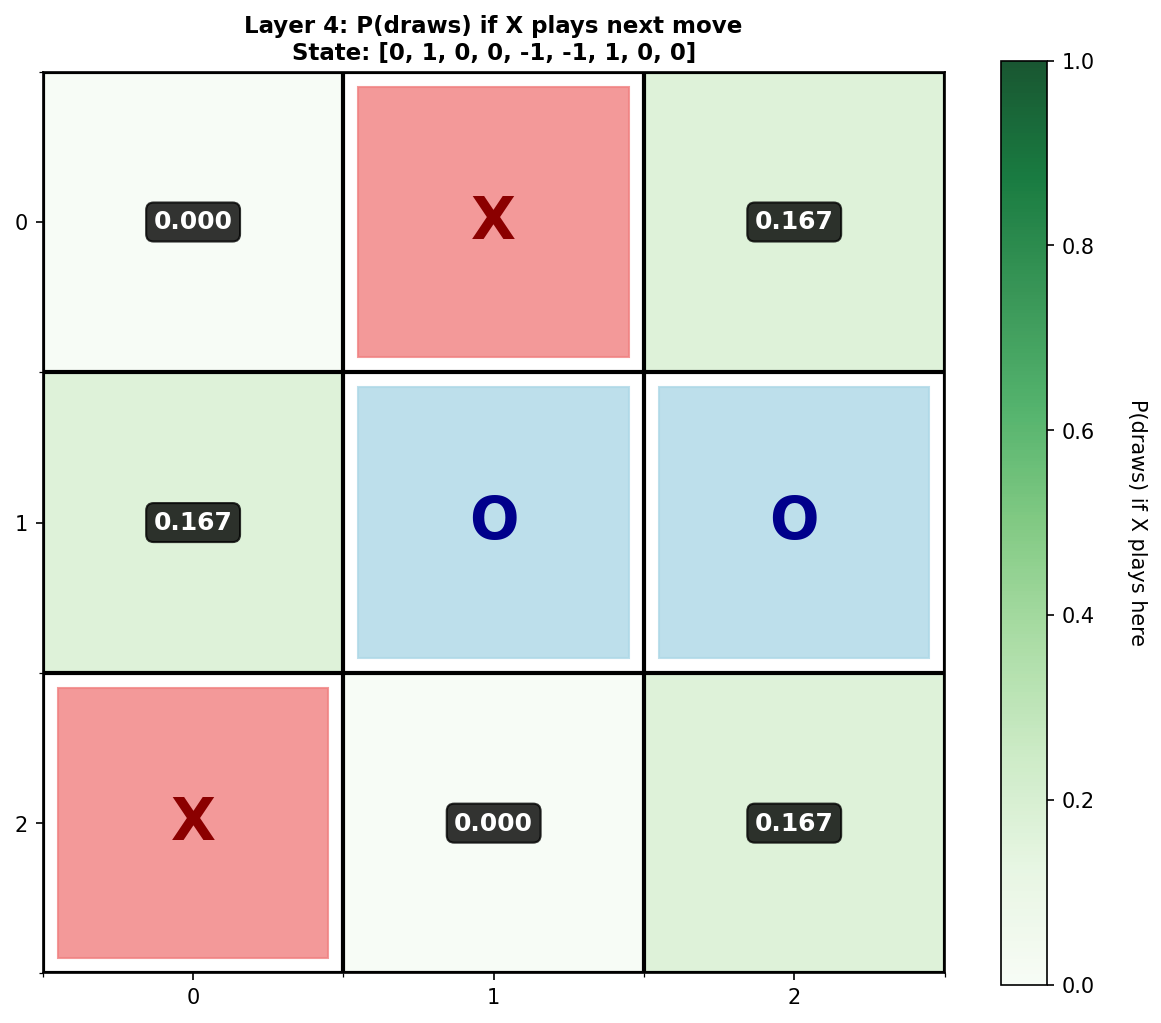 Layer 4: P(draws) if X plays next move
State: [0, 1, 0, 0, -1, -1, 1, 0, 0]
0.000
X
0.167
0.167
O
O
X
0.000
0.167
0
1
2
0
1
2
1.0
0.8
0.6
0.4
0.2
0.0
P(draws) if X plays here